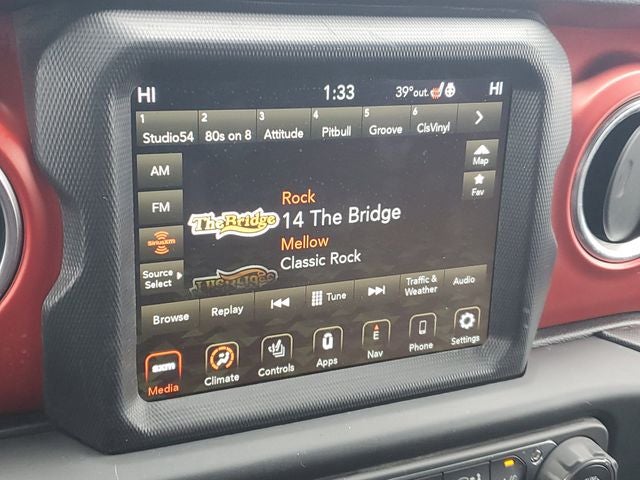 HI 1:33 39°out. HI
1 2 3 4 5 6
Studio54 80s on 8 Attitude Pitbull Groove ClsVinyl
AM
FM
SiriusXM
Source
Select
Map
Fav
TheBridge
Rock
14 The Bridge
Mellow
Classic Rock
Browse Replay Tune Traffic &
Weather Audio
sxm
E
Media Climate Controls Apps Nav Phone Settings